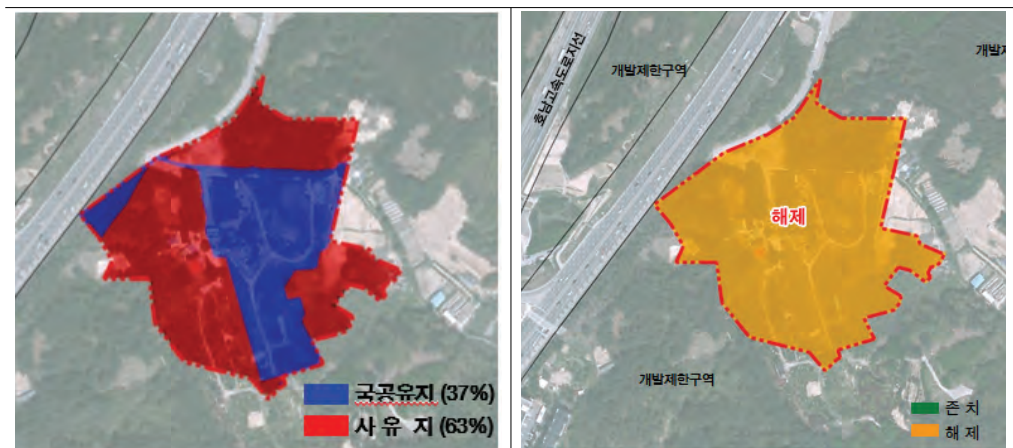 국공유지 (37%)
사 유 지 (63%)
호남고속도로지선
개발제한구역
개발제
해제
개발제한구역
존 치
해 제